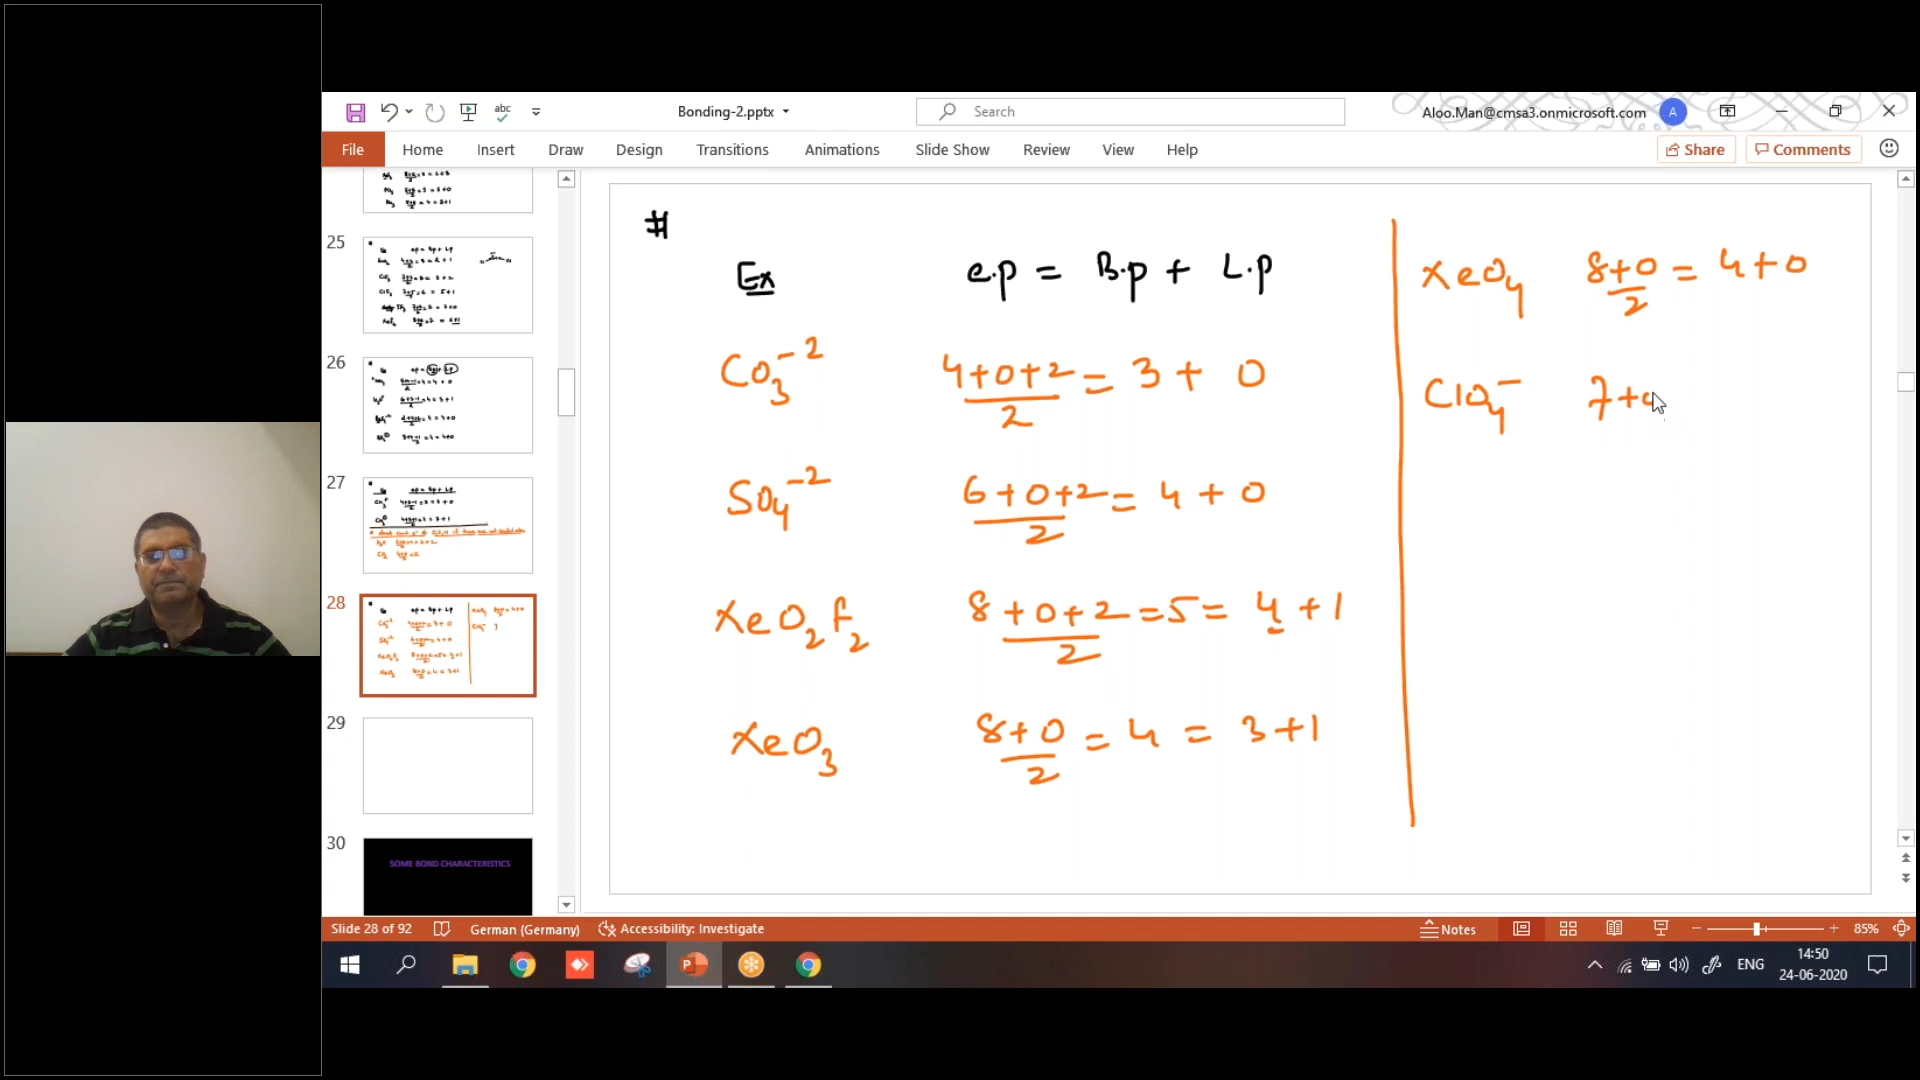 Bonding-2.pptx
Search
Aloo.Man@cmsa3.onmicrosoft.com
A
File Home Insert Draw Design Transitions Animations Slide Show Review View Help
Share
Comments
25
26
27
28
29
30
SOME BOND CHARACTERISTICS
#
Ex e.p = B.p + L.p
CO₃⁻² (4+0+2)/2 = 3 + 0
SO₄⁻² (6+0+2)/2 = 4 + 0
XeO₂F₂ (8+0+2)/2 = 5 = 4 + 1
XeO₃ (8+0)/2 = 4 = 3+1
XeO₄ (8+0)/2 = 4+0
ClO₄⁻ 7+0
Slide 28 of 92 German (Germany) Accessibility: Investigate Notes 85%
ENG
14:50
24-06-2020